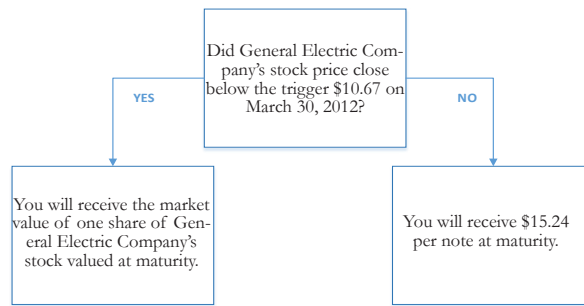 Did General Electric Com-
pany's stock price close
below the trigger $10.67 on
March 30, 2012?
YES
NO
You will receive the market
value of one share of Gen-
eral Electric Company's
stock valued at maturity.
You will receive $15.24
per note at maturity.